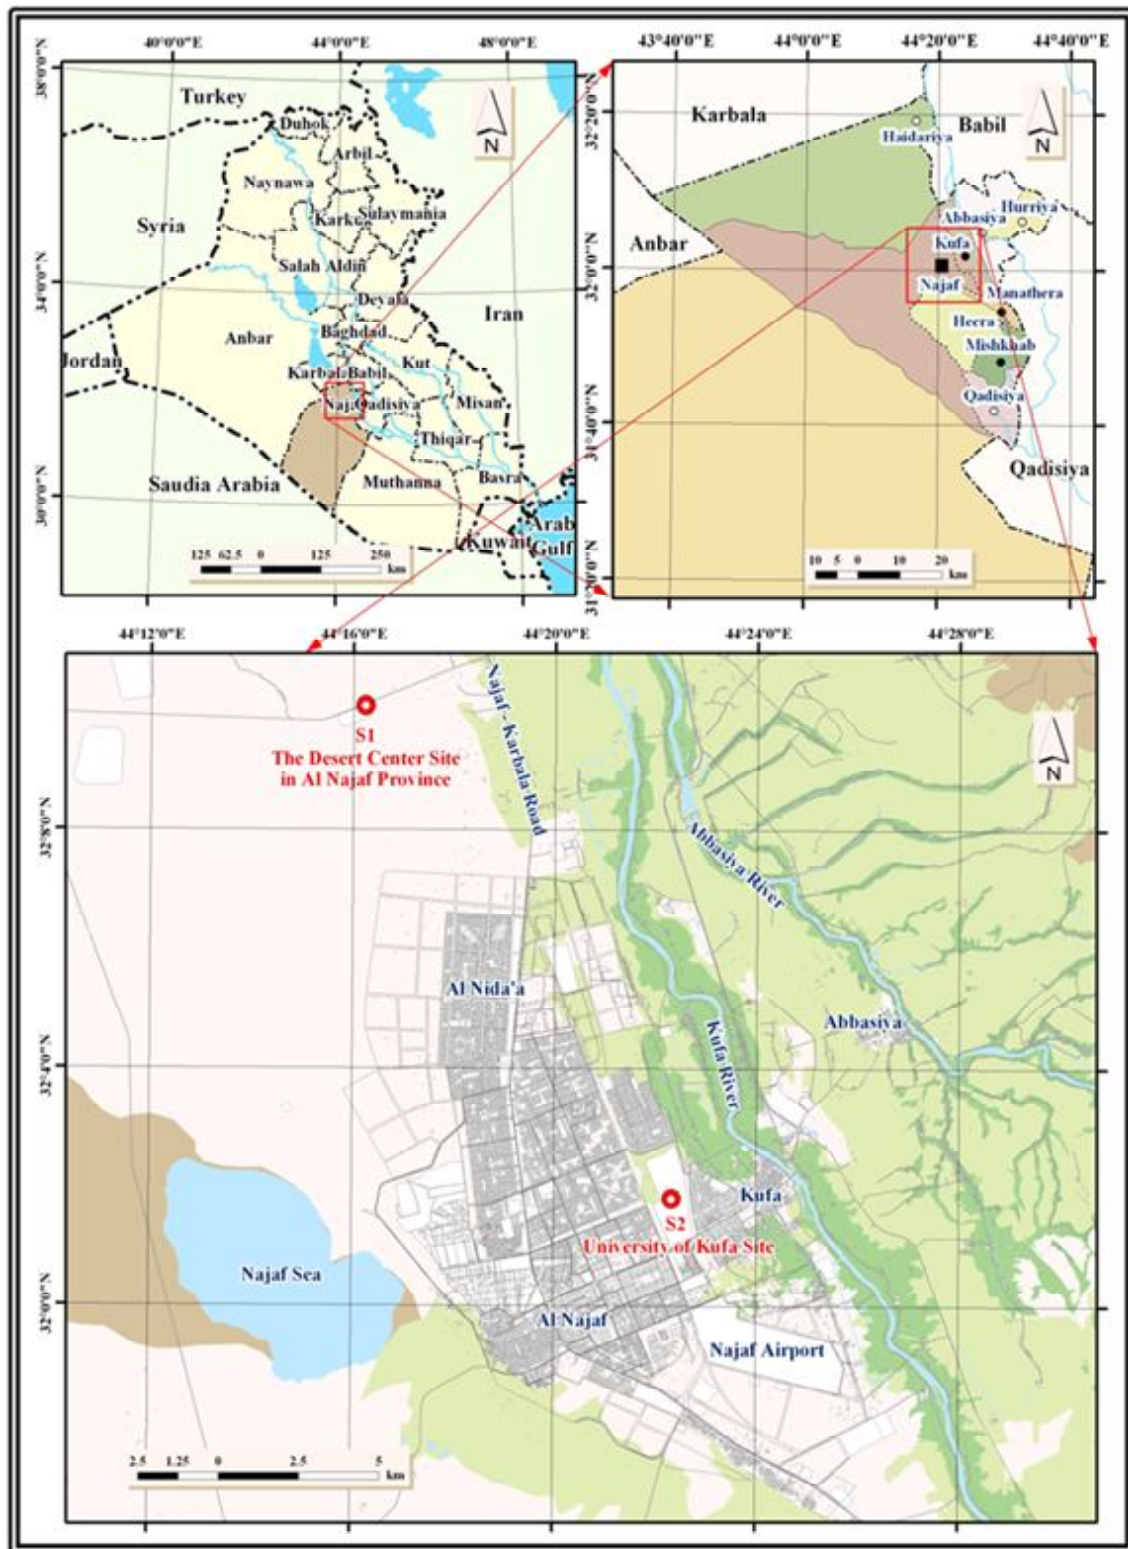 40°0'0"E 44°0'0"E 48°0'0"E
38°0'0"N
34°0'0"N
30°0'0"N
Turkey
Duhok
Arbil
Naynawa
Karkuk
Sulaymania
Syria
Salah Aldin
Deyala
Iran
Anbar
Baghdad
Jordan
Kut
Karbala
Babil
Najaf
Qadisiya
Misan
Thiqar
Saudia Arabia
Muthanna
Basra
Kuwait
Arab
Gulf
N
125 62.5 0 125 250
km
43°40'0"E 44°0'0"E 44°20'0"E 44°40'0"E
32°20'0"N
32°0'0"N
31°40'0"N
31°20'0"N
Karbala
Haidariya
Babil
N
Hurriya
Abbasiya
Anbar
Kufa
Najaf
Manathera
Heera
Mishkhab
Qadisiya
Qadisiya
10 5 0 10 20
km
44°12'0"E 44°16'0"E 44°20'0"E 44°24'0"E 44°28'0"E
32°8'0"N
32°4'0"N
32°0'0"N
S1
The Desert Center Site
in Al Najaf Province
Najaf - Karbala Road
N
Abbasiya River
Al Nida'a
Abbasiya
Kufa River
Kufa
S2
University of Kufa Site
Najaf Sea
Al Najaf
Najaf Airport
2.5 1.25 0 2.5 5
km